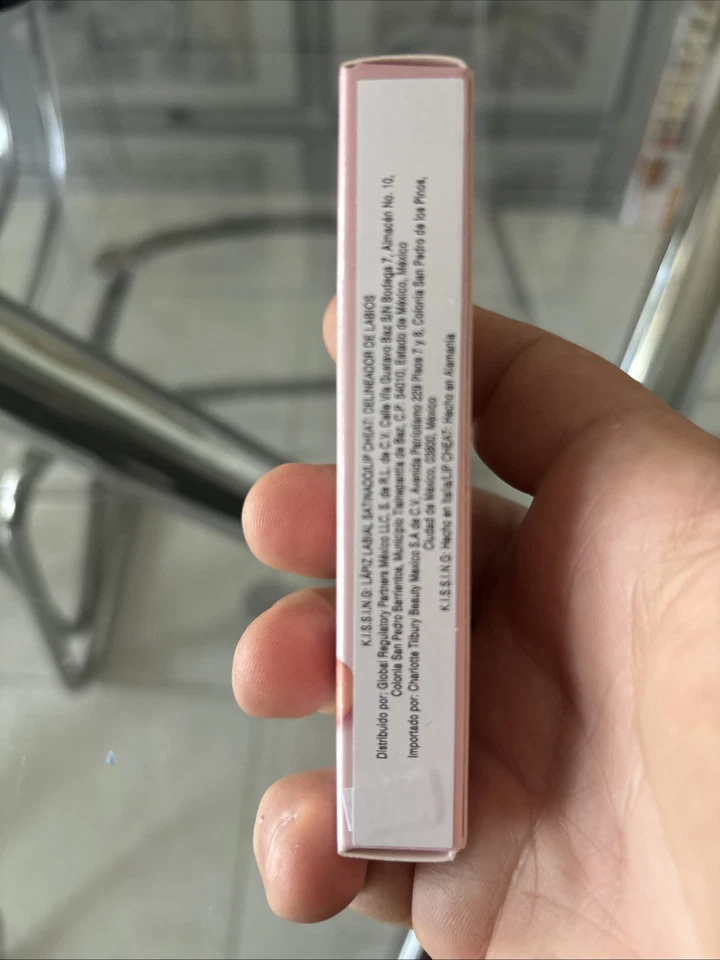 K.I.S.S.I.N.G: LÁPIZ LABIAL SATINADO/LIP CHEAT: DELINEADOR DE LABIOS
Distribuido por: Global Regulatory Partners México LLC, S. de R.L. de C.V. Calle Vía Gustavo Baz S/N Bodega 7, Almacén No. 10,
Colonia San Pedro Barrientos, Municipio Tlalnepantla de Baz, C.P. 54010, Estado de México, México
Importado por: Charlotte Tilbury Beauty Mexico S.A de C.V. Avenida Patriotismo 229 Pisos 7 y 8, Colonia San Pedro de los Pinos,
Ciudad de México, 03800, México
K.I.S.S.I.N.G: Hecho en Italia/LIP CHEAT: Hecho en Alemania